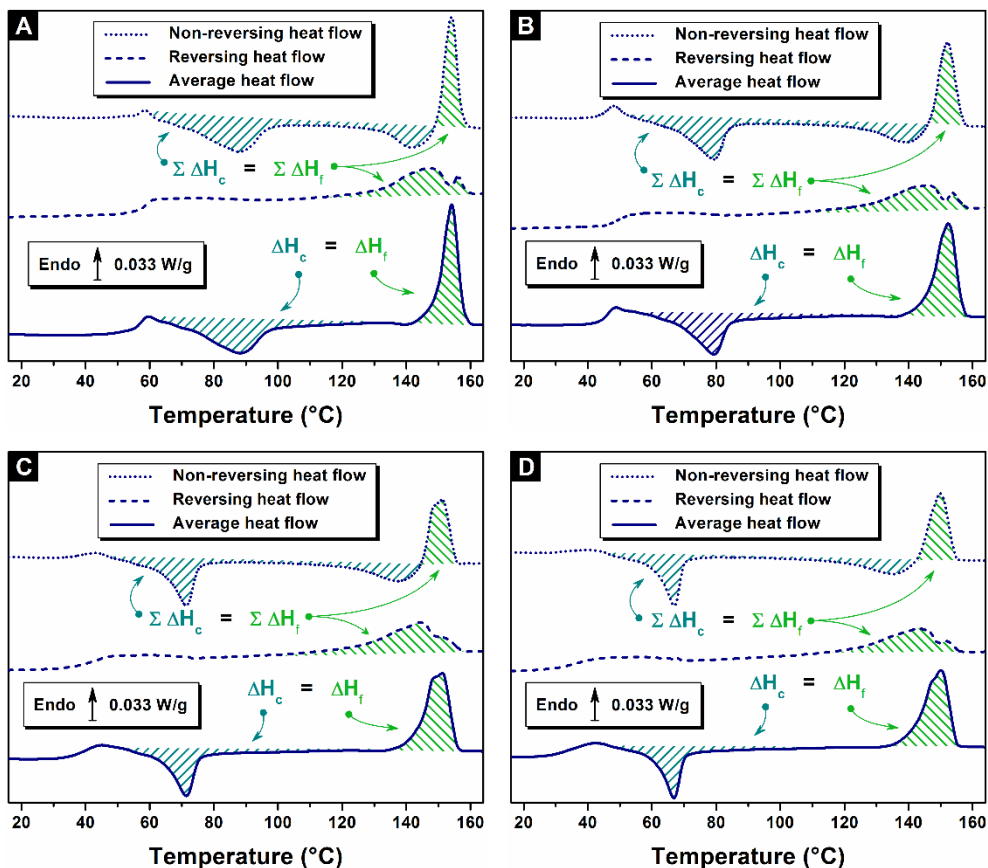 A
Non-reversing heat flow
Reversing heat flow
Average heat flow
Σ ΔHc = Σ ΔHf
ΔHc = ΔHf
Endo 0.033 W/g
20 40 60 80 100 120 140 160
Temperature (°C)
B
Non-reversing heat flow
Reversing heat flow
Average heat flow
Σ ΔHc = Σ ΔHf
ΔHc = ΔHf
Endo 0.033 W/g
20 40 60 80 100 120 140 160
Temperature (°C)
C
Non-reversing heat flow
Reversing heat flow
Average heat flow
Σ ΔHc = Σ ΔHf
ΔHc = ΔHf
Endo 0.033 W/g
20 40 60 80 100 120 140 160
Temperature (°C)
D
Non-reversing heat flow
Reversing heat flow
Average heat flow
Σ ΔHc = Σ ΔHf
ΔHc = ΔHf
Endo 0.033 W/g
20 40 60 80 100 120 140 160
Temperature (°C)